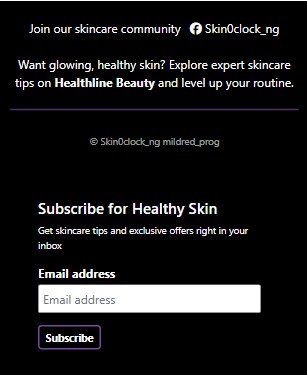 Join our skincare community Skin0clock_ng
Want glowing, healthy skin? Explore expert skincare
tips on Healthline Beauty and level up your routine.
© Skin0clock_ng mildred_prog
Subscribe for Healthy Skin
Get skincare tips and exclusive offers right in your
inbox
Email address
Email address
Subscribe